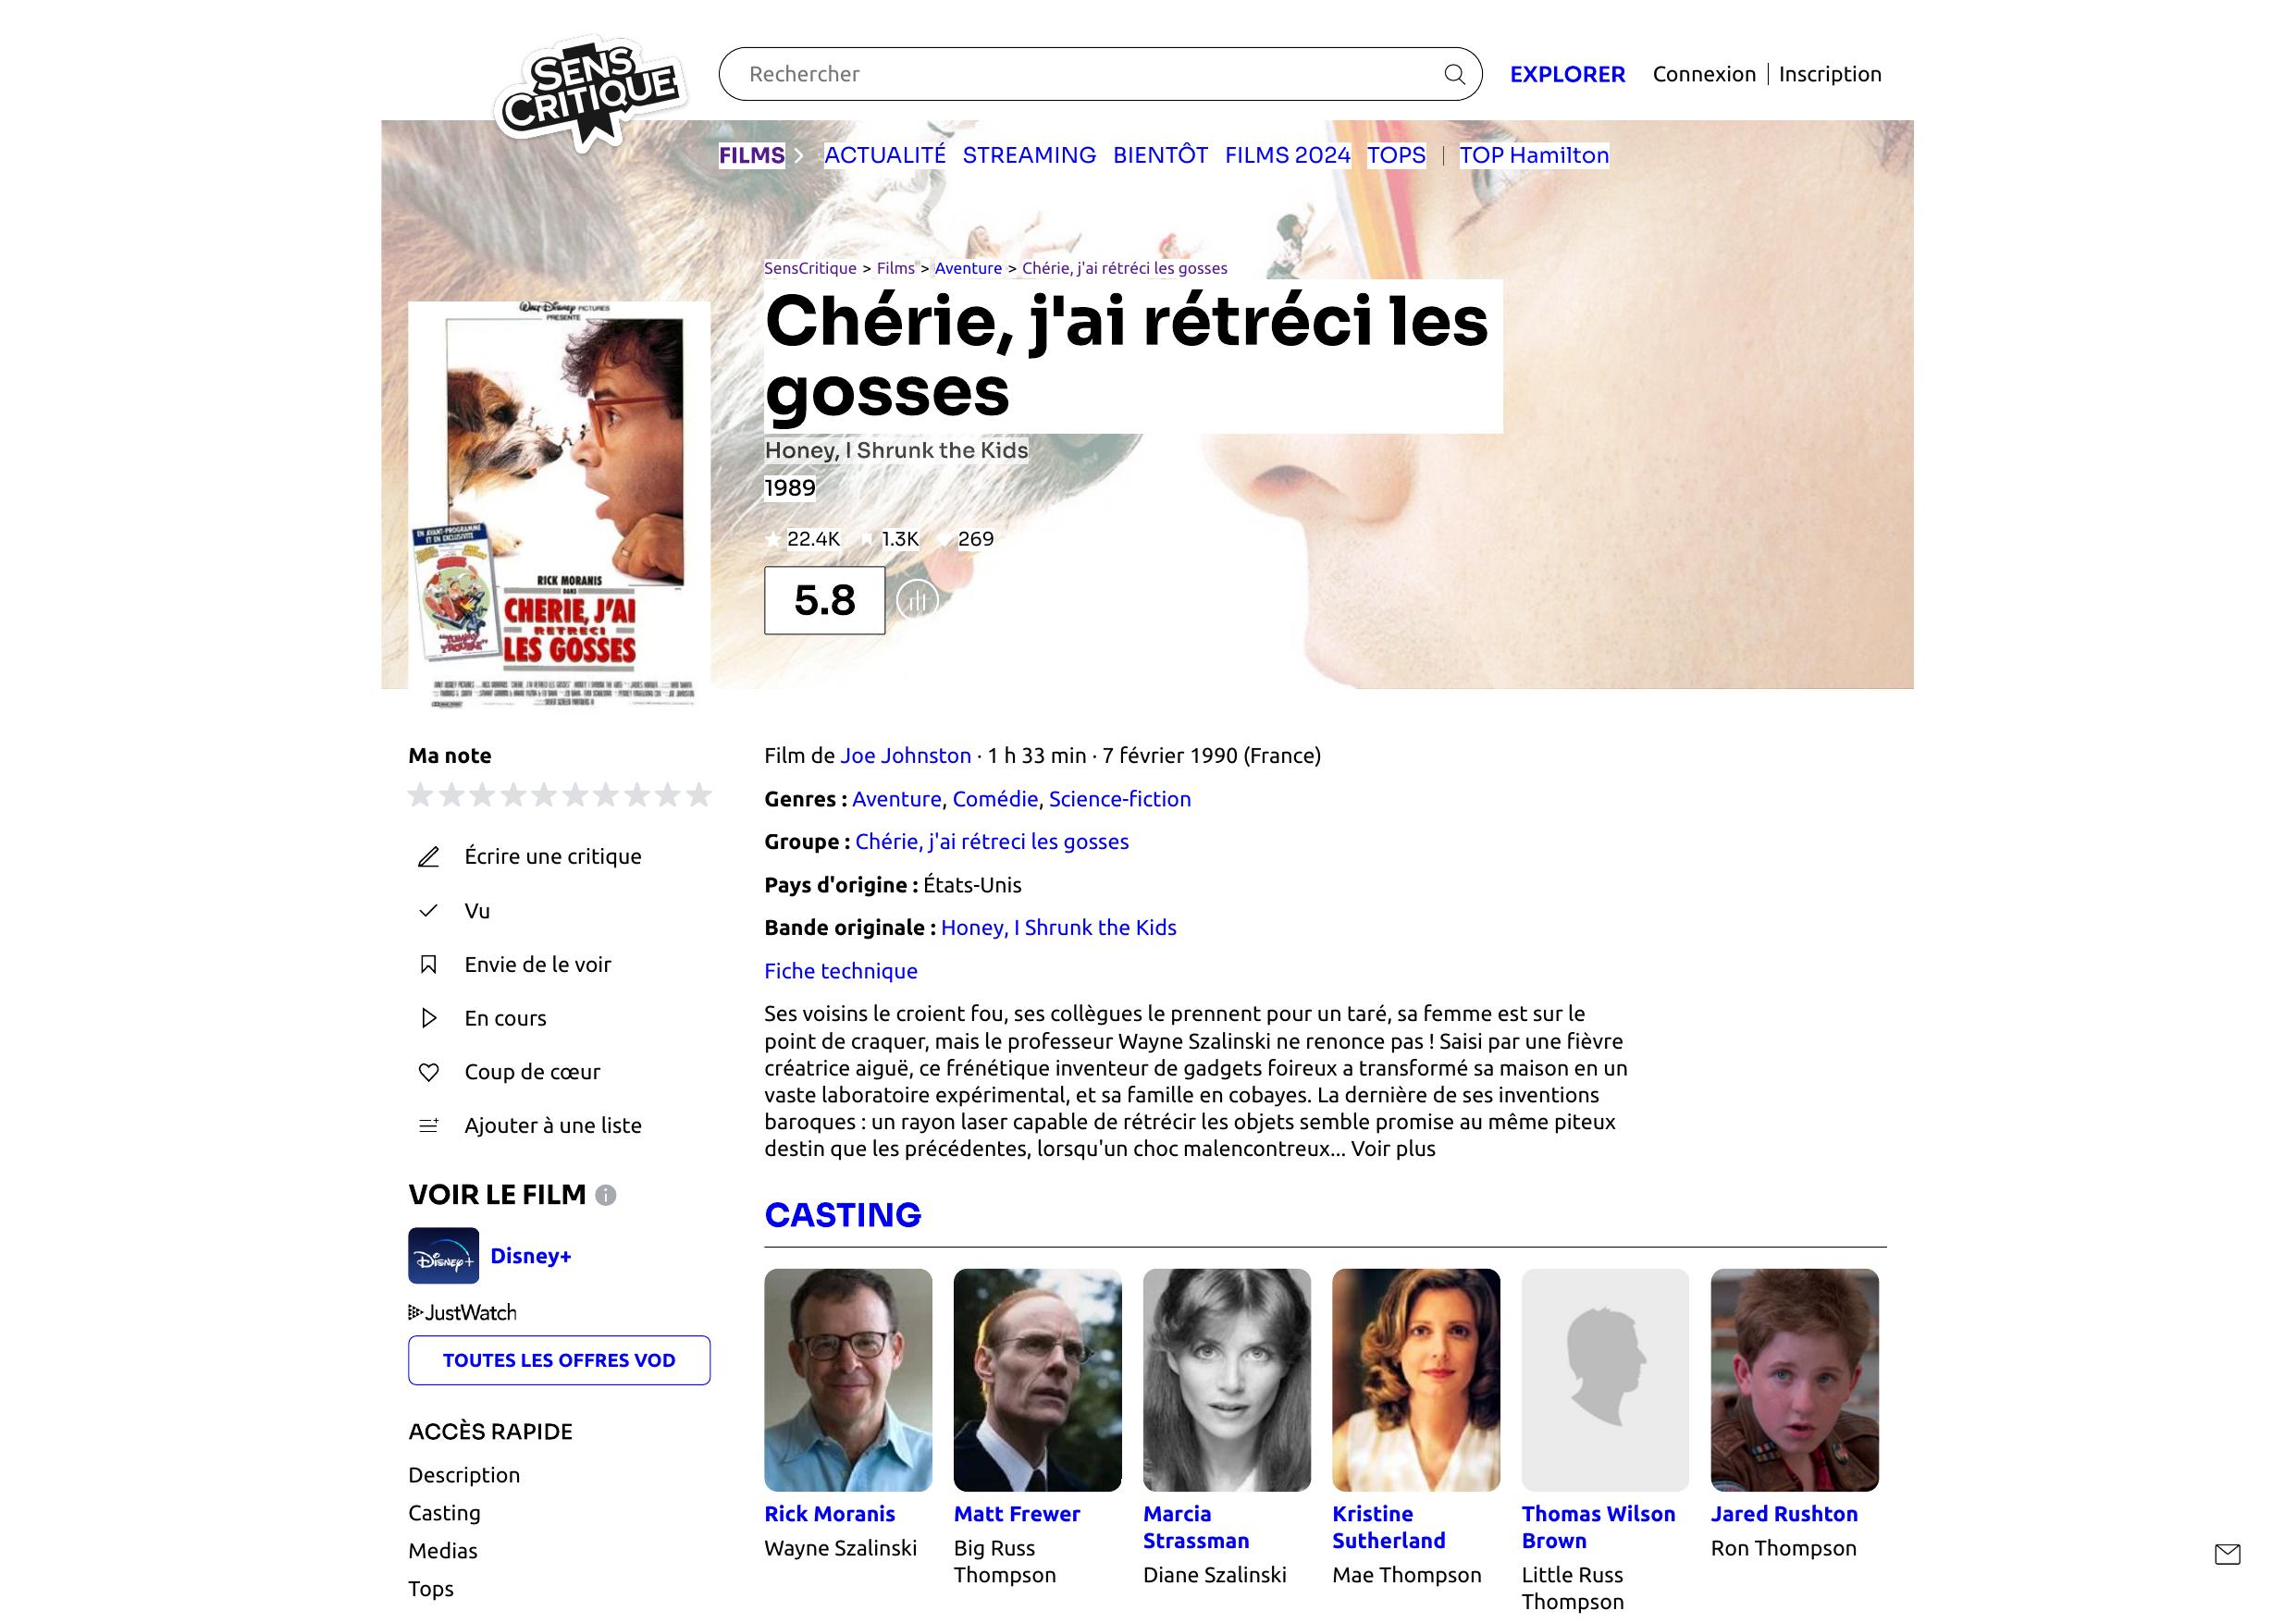 SENS
CRITIQUE
Rechercher
EXPLORER
Connexion | Inscription
FILMS
ACTUALITÉ STREAMING BIENTÔT FILMS 2024 TOPS | TOP Hamilton
SensCritique > Films > Aventure > Chérie, j'ai rétréci les gosses
Chérie, j'ai rétréci les
gosses
Honey, I Shrunk the Kids
1989
22.4K 1.3K 269
5.8
Walt Disney PICTURES
PRESENTE
EN AVANT-PROGRAMME
ET EN EXCLUSIVITE
RICK MORANIS
DANS
CHERIE, J'AI
RETRECI
LES GOSSES
Ma note
Écrire une critique
Vu
Envie de le voir
En cours
Coup de cœur
Ajouter à une liste
VOIR LE FILM
Disney+
Disney+
JustWatch
TOUTES LES OFFRES VOD
ACCÈS RAPIDE
Description
Casting
Medias
Tops
Film de Joe Johnston · 1 h 33 min · 7 février 1990 (France)
Genres : Aventure, Comédie, Science-fiction
Groupe : Chérie, j'ai rétreci les gosses
Pays d'origine : États-Unis
Bande originale : Honey, I Shrunk the Kids
Fiche technique
Ses voisins le croient fou, ses collègues le prennent pour un taré, sa femme est sur le
point de craquer, mais le professeur Wayne Szalinski ne renonce pas ! Saisi par une fièvre
créatrice aiguë, ce frénétique inventeur de gadgets foireux a transformé sa maison en un
vaste laboratoire expérimental, et sa famille en cobayes. La dernière de ses inventions
baroques : un rayon laser capable de rétrécir les objets semble promise au même piteux
destin que les précédentes, lorsqu'un choc malencontreux... Voir plus
CASTING
Rick Moranis
Wayne Szalinski
Matt Frewer
Big Russ
Thompson
Marcia
Strassman
Diane Szalinski
Kristine
Sutherland
Mae Thompson
Thomas Wilson
Brown
Little Russ
Thompson
Jared Rushton
Ron Thompson